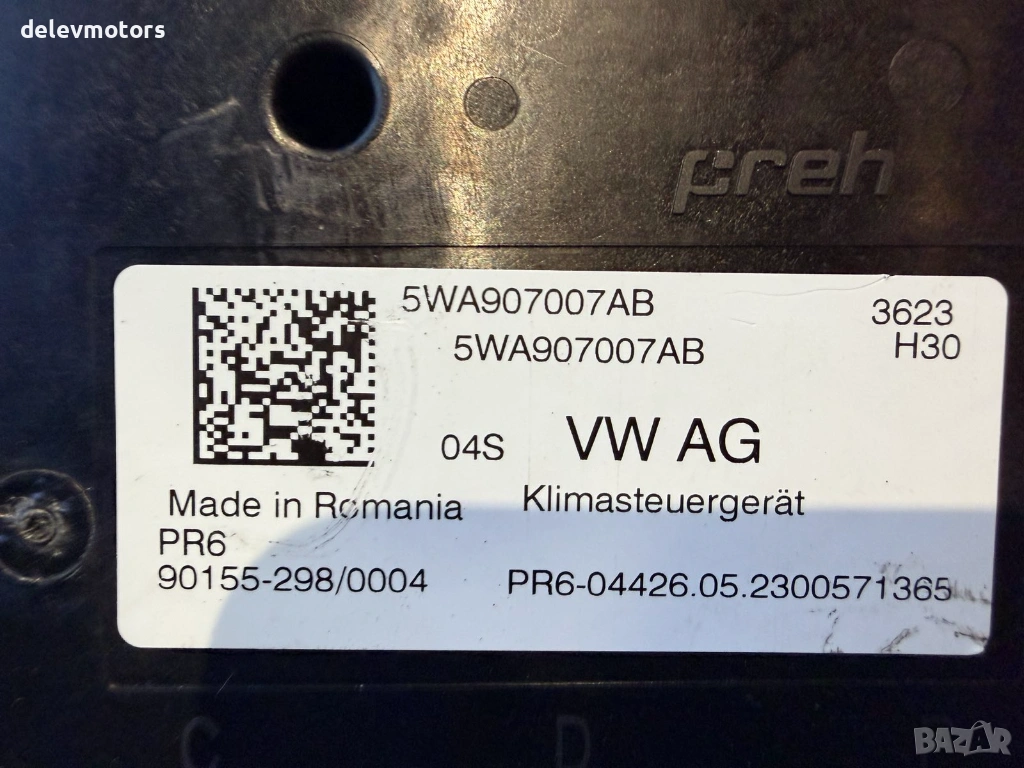 delevmotors
preh
5WA907007AB
3623
5WA907007AB
H30
04S
VW AG
Made in Romania
Klimasteuergerät
PR6
90155-298/0004
PR6-04426.05.2300571365
C
D
BAZAR